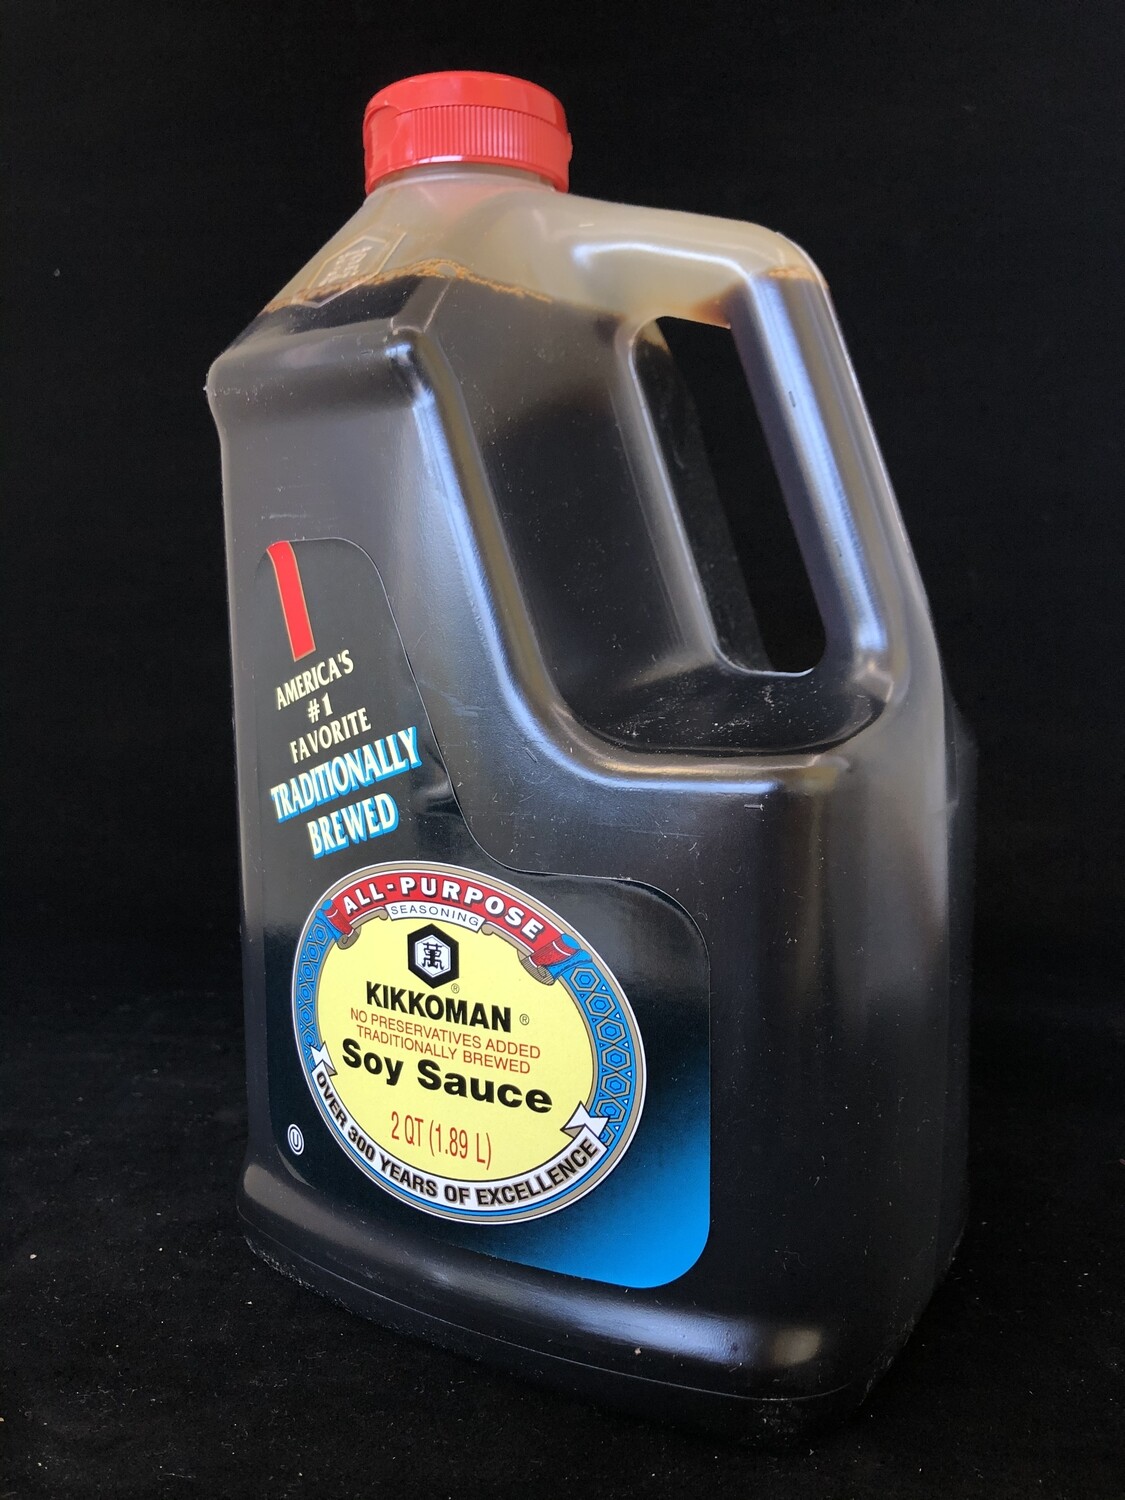 AMERICA'S
#1
FAVORITE
TRADITIONALLY
BREWED
ALL-PURPOSE
SEASONING
萬
®
KIKKOMAN ®
NO PRESERVATIVES ADDED
TRADITIONALLY BREWED
Soy Sauce
2 QT (1.89 L)
OVER 300 YEARS OF EXCELLENCE
U